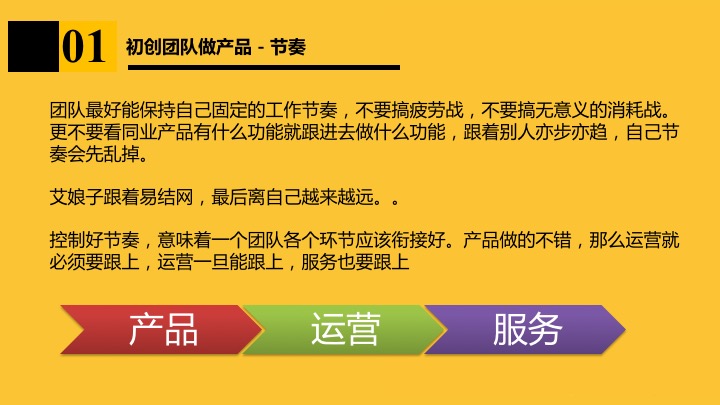 01
初创团队做产品 - 节奏
团队最好能保持自己固定的工作节奏，不要搞疲劳战，不要搞无意义的消耗战。
更不要看同业产品有什么功能就跟进去做什么功能，跟着别人亦步亦趋，自己节
奏会先乱掉。
艾娘子跟着易结网，最后离自己越来越远。。
控制好节奏，意味着一个团队各个环节应该衔接好。产品做的不错，那么运营就
必须要跟上，运营一旦能跟上，服务也要跟上
产品
运营
服务